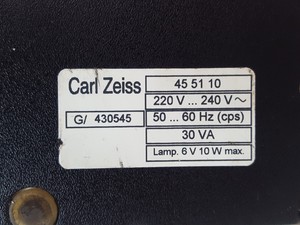 Carl Zeiss
G/ 430545
45 51 10
220 V ... 240 V ~
50 ... 60 Hz (cps)
30 VA
Lamp. 6 V 10 W max.